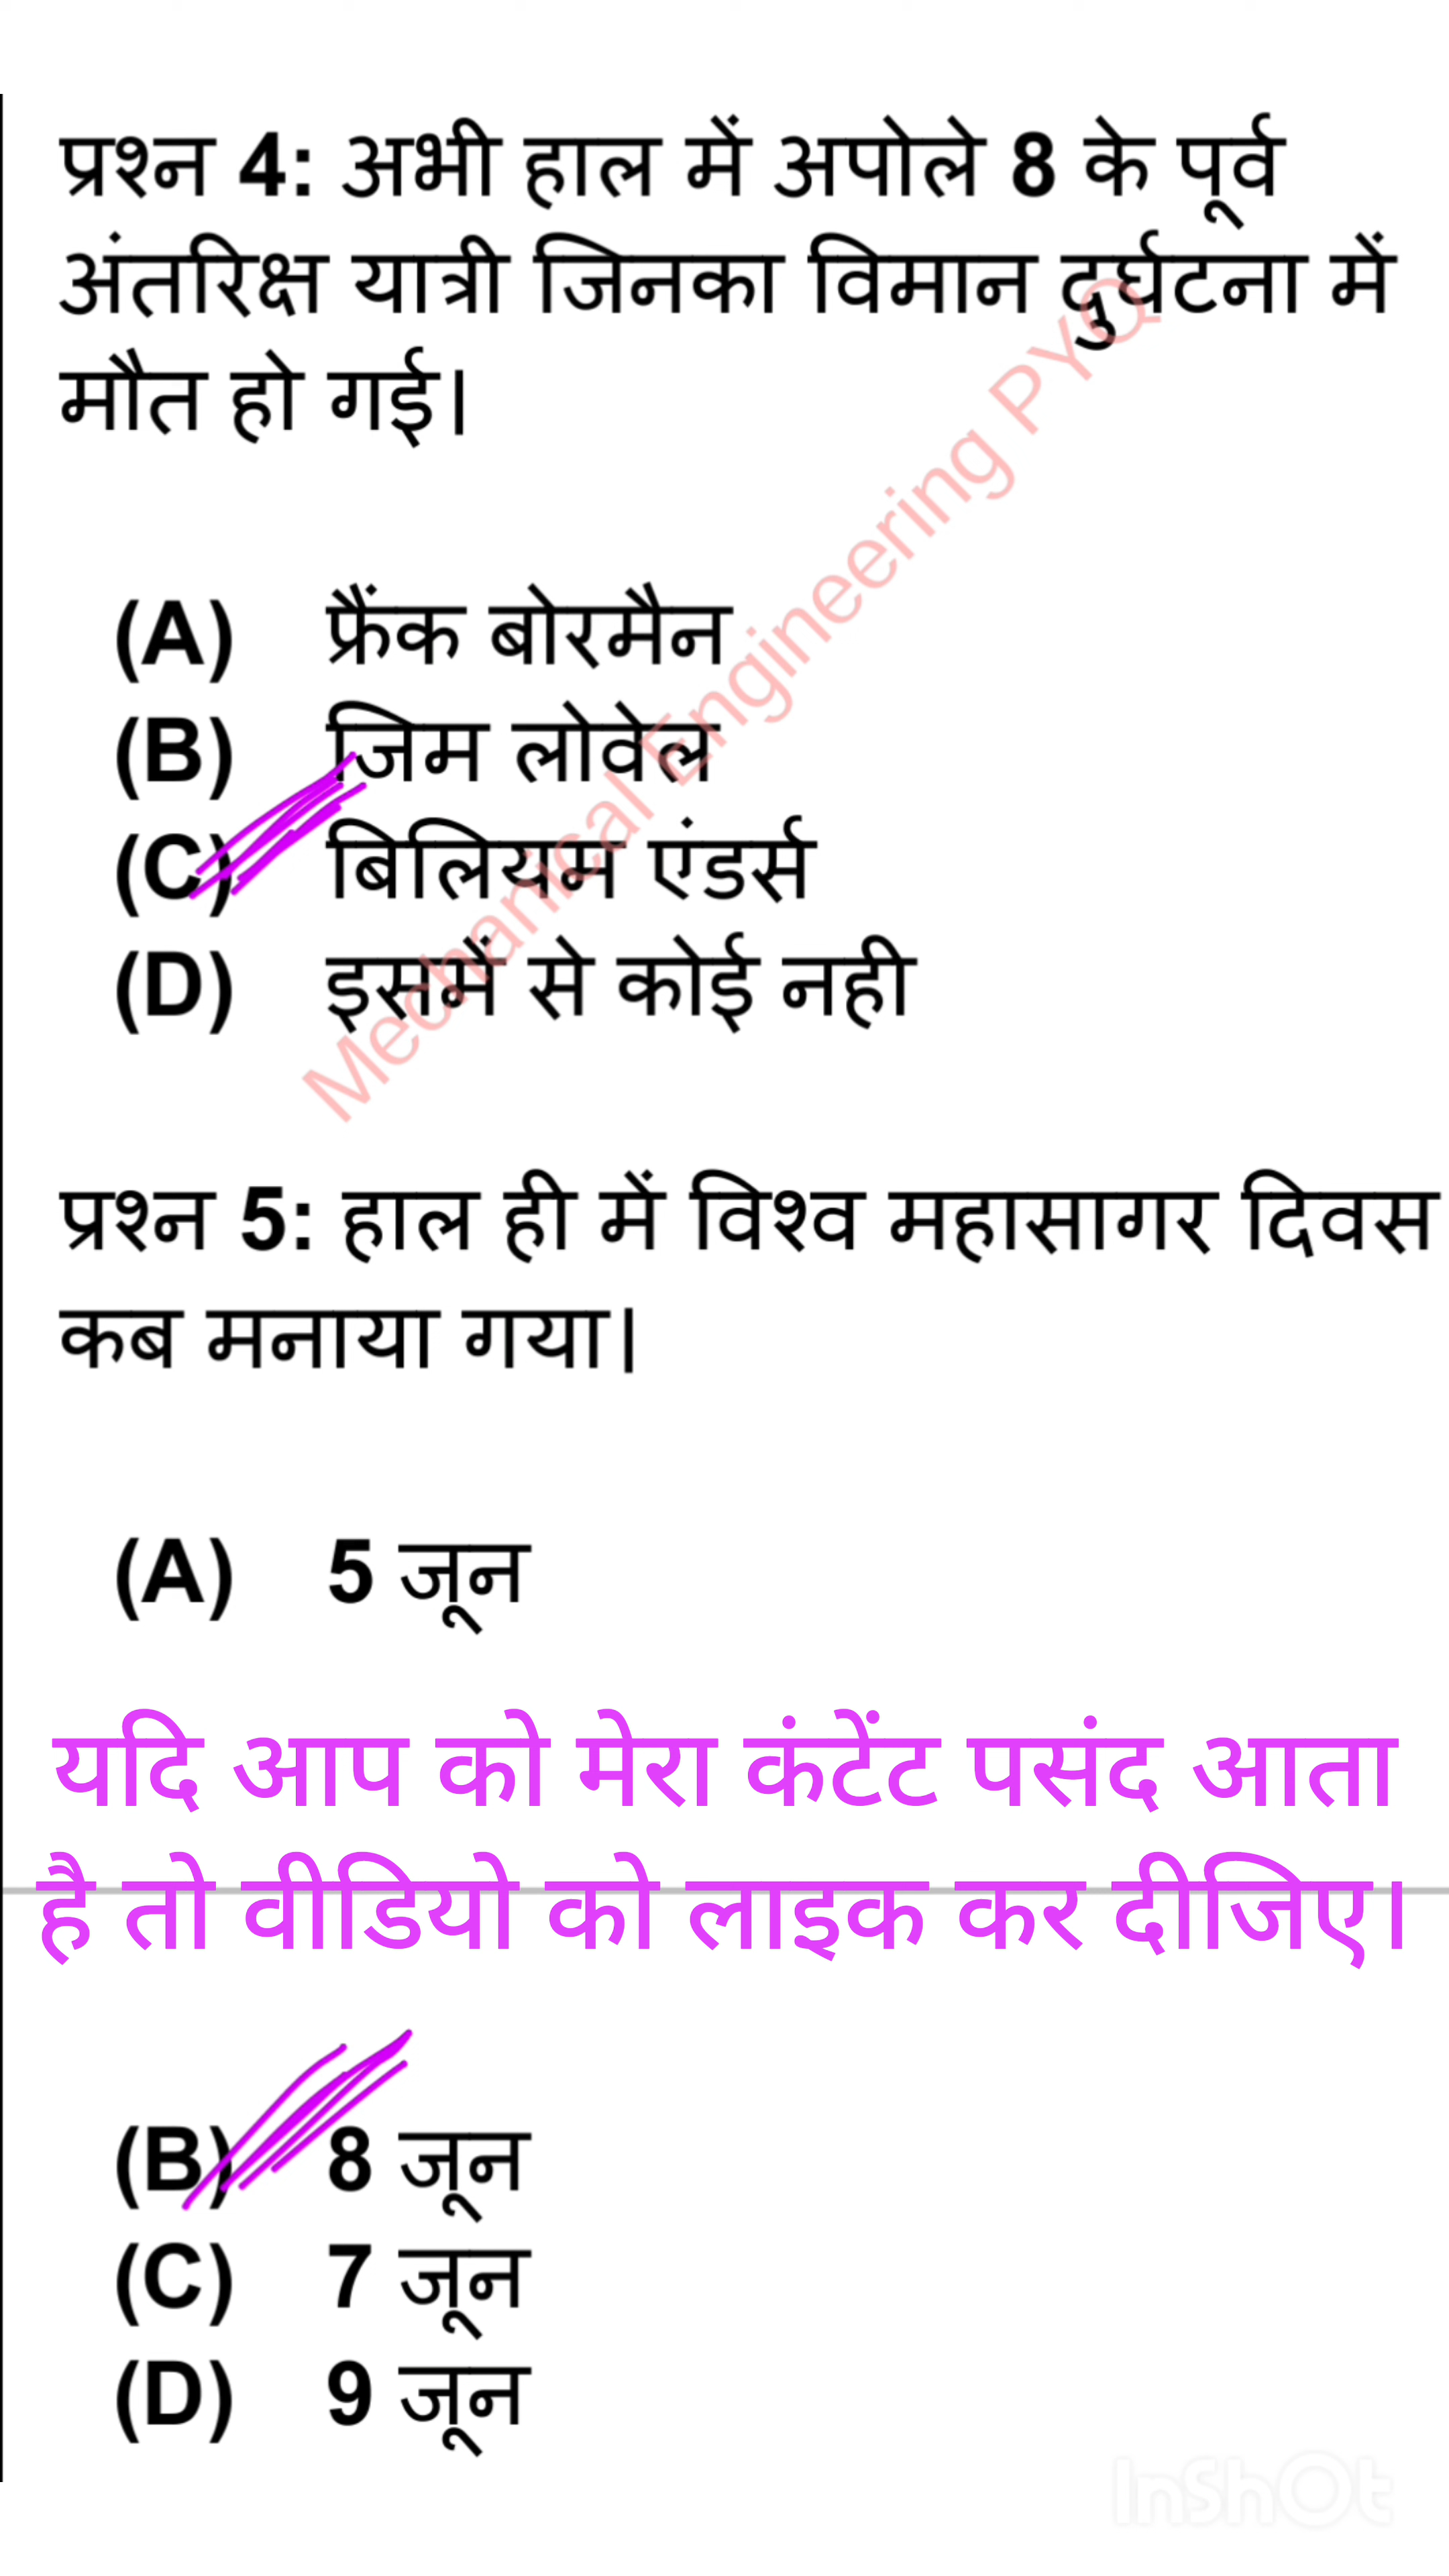 प्रश्न 4: अभी हाल में अपोले 8 के पूर्व
अंतरिक्ष यात्री जिनका विमान दुर्घटना में
मौत हो गई।
(A) फ्रैंक बोरमैन
(B) जिम लोवेल
(C) बिलियम एंडर्स
(D) इसमैं से कोई नही
Mechanical Engineering PYQ
प्रश्न 5: हाल ही में विश्व महासागर दिवस
कब मनाया गया।
(A) 5 जून
यदि आप को मेरा कंटेंट पसंद आता
है तो वीडियो को लाइक कर दीजिए।
(B) 8 जून
(C) 7 जून
(D) 9 जून
InShOt